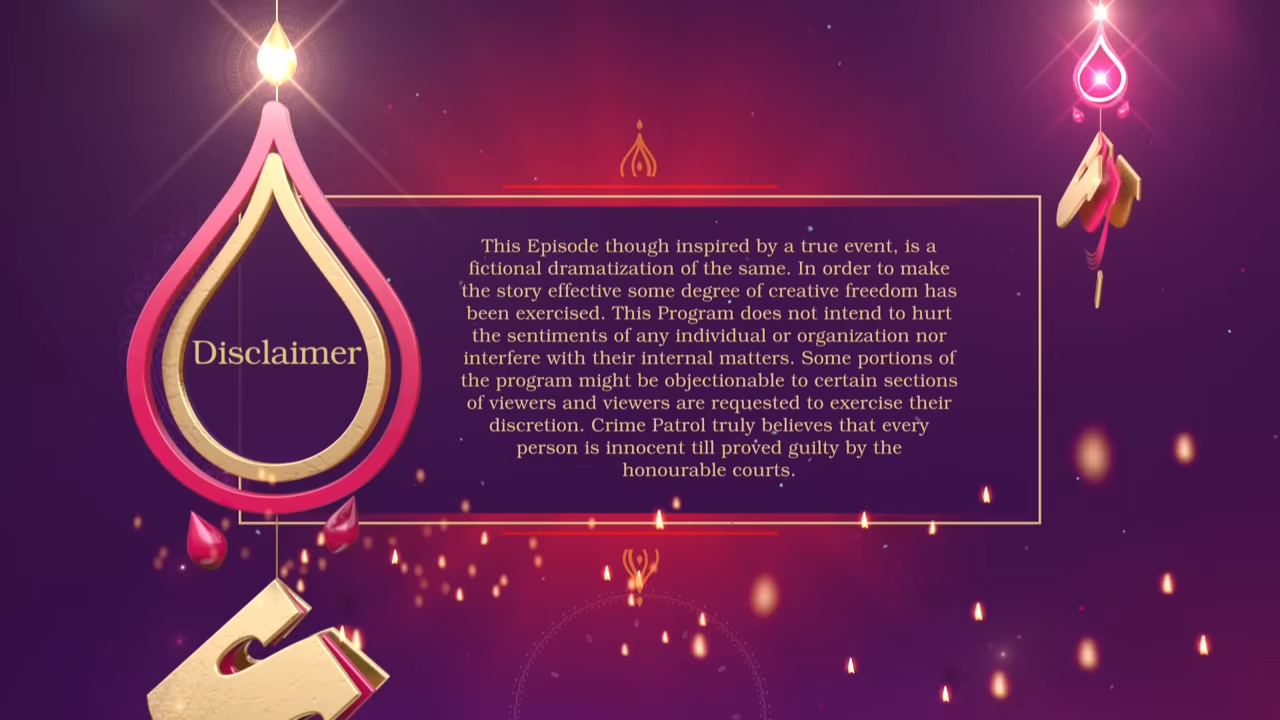 Disclaimer
This Episode though inspired by a true event, is a
fictional dramatization of the same. In order to make
the story effective some degree of creative freedom has
been exercised. This Program does not intend to hurt
the sentiments of any individual or organization nor
interfere with their internal matters. Some portions of
the program might be objectionable to certain sections
of viewers and viewers are requested to exercise their
discretion. Crime Patrol truly believes that every
person is innocent till proved guilty by the
honourable courts.